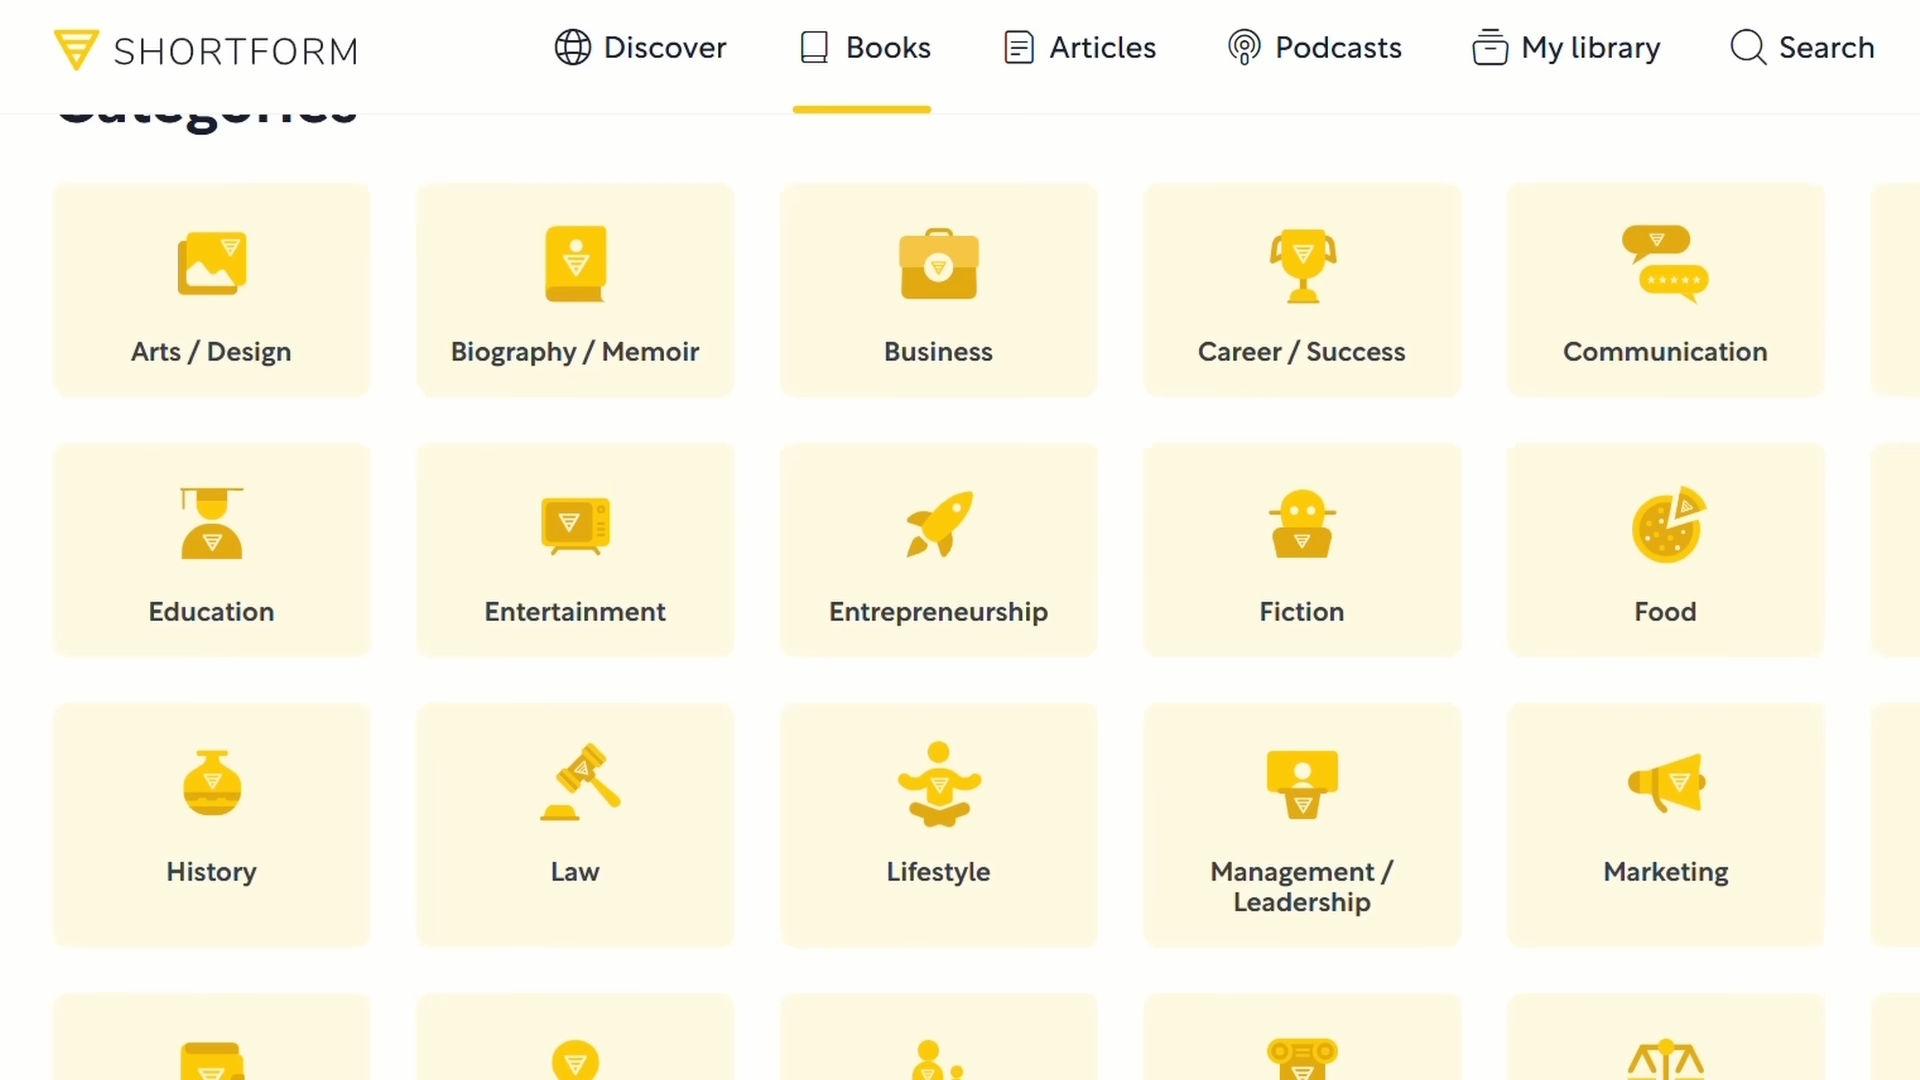 SHORTFORM
Discover
Books
Articles
Podcasts
My library
Search
Categories
Arts / Design
Biography / Memoir
Business
Career / Success
Communication
Education
Entertainment
Entrepreneurship
Fiction
Food
History
Law
Lifestyle
Management /
Leadership
Marketing